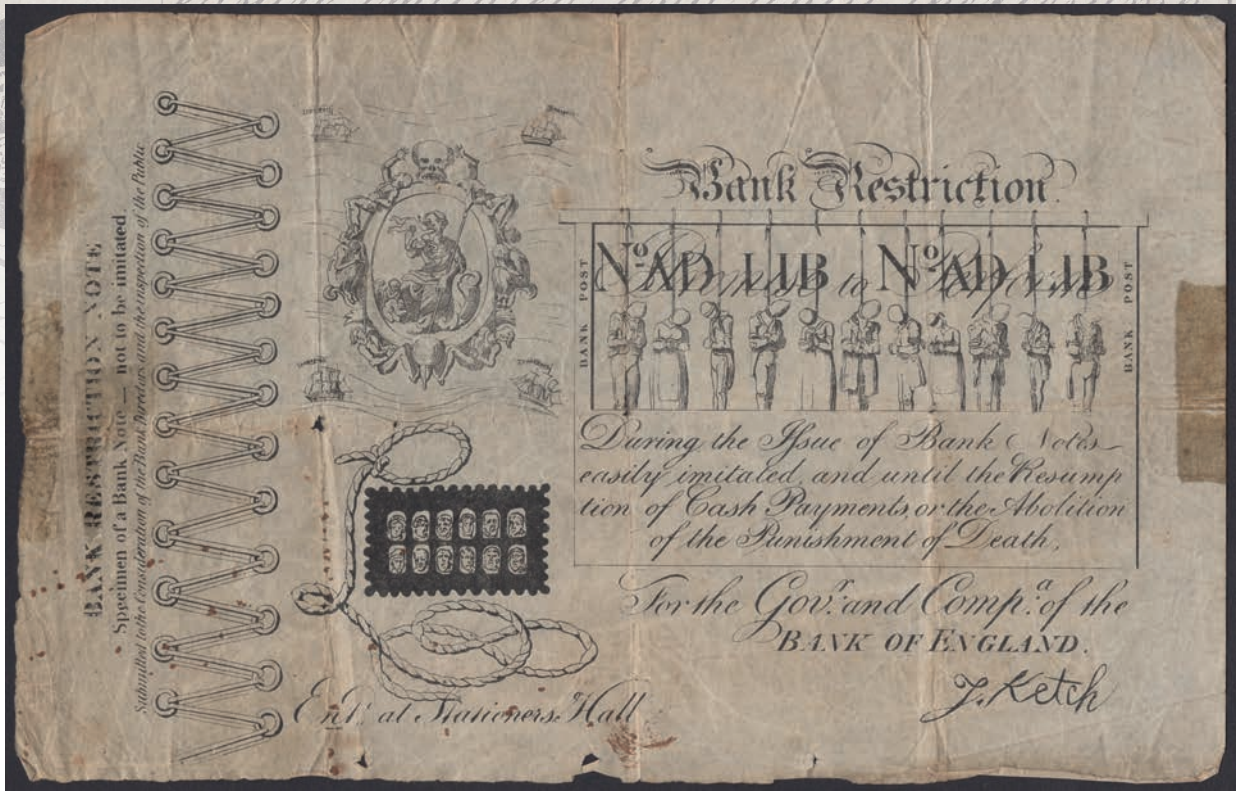 BANK RESTRICTION NOTE
Specimen of a Bank Note — not to be imitated
Submitted to the Consideration of the Bank Directors and the inspection of the Public
Bank Restriction.
BANK POST
Nº AD LIB Nº AD LIB
to Perform
BANK POST
During the Issue of Bank Notes
easily imitated, and until the Resump
tion of Cash Payments, or the Abolition
of the Punishment of Death,
For the Govr. and Compa. of the
BANK OF ENGLAND.
J. Ketch
Entd. at Stationers Hall